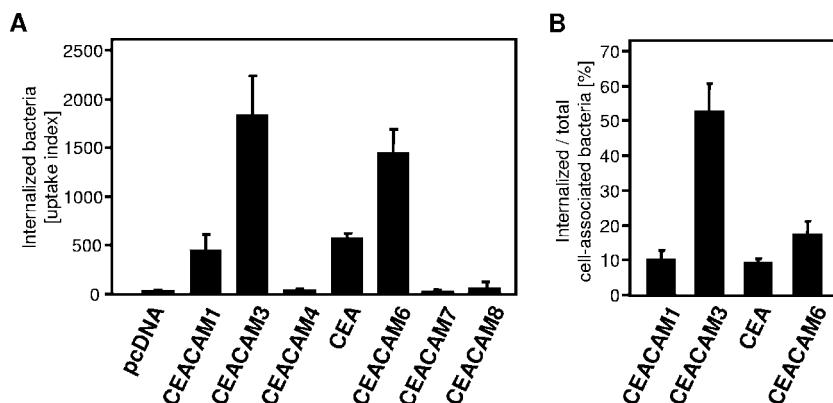 A
Internalized bacteria
[uptake index]
2500
2000
1500
1000
500
0
pcDNA
CEACAM1
CEACAM3
CEACAM4
CEA
CEACAM6
CEACAM7
CEACAM8
B
Internalized / total
cell-associated bacteria [%]
70
60
50
40
30
20
10
0
CEACAM1
CEACAM3
CEA
CEACAM6